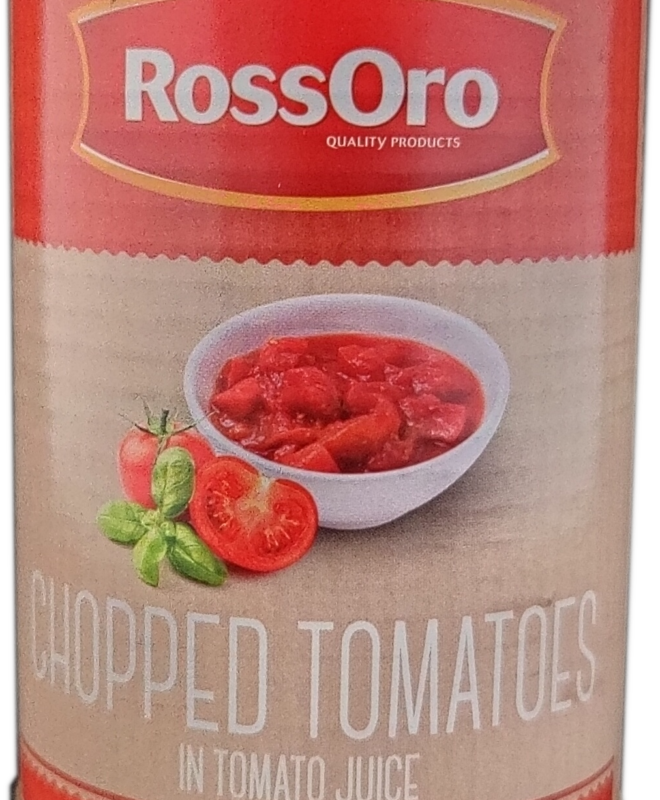 RossOro
QUALITY PRODUCTS
CHOPPED TOMATOES
IN TOMATO JUICE